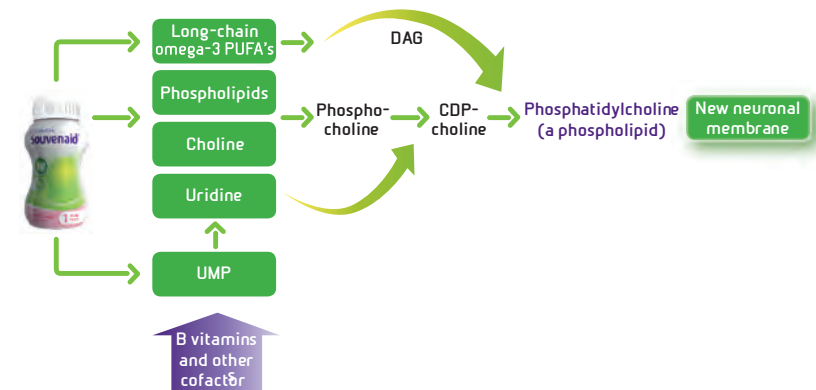 Long-chain
omega-3 PUFA's
DAG
Phospholipids
Phospho-
choline
CDP-
choline
Phosphatidylcholine
(a phospholipid)
New neuronal
membrane
Choline
souvenaid
Uridine
1
UMP
B vitamins
and other
cofactor
s